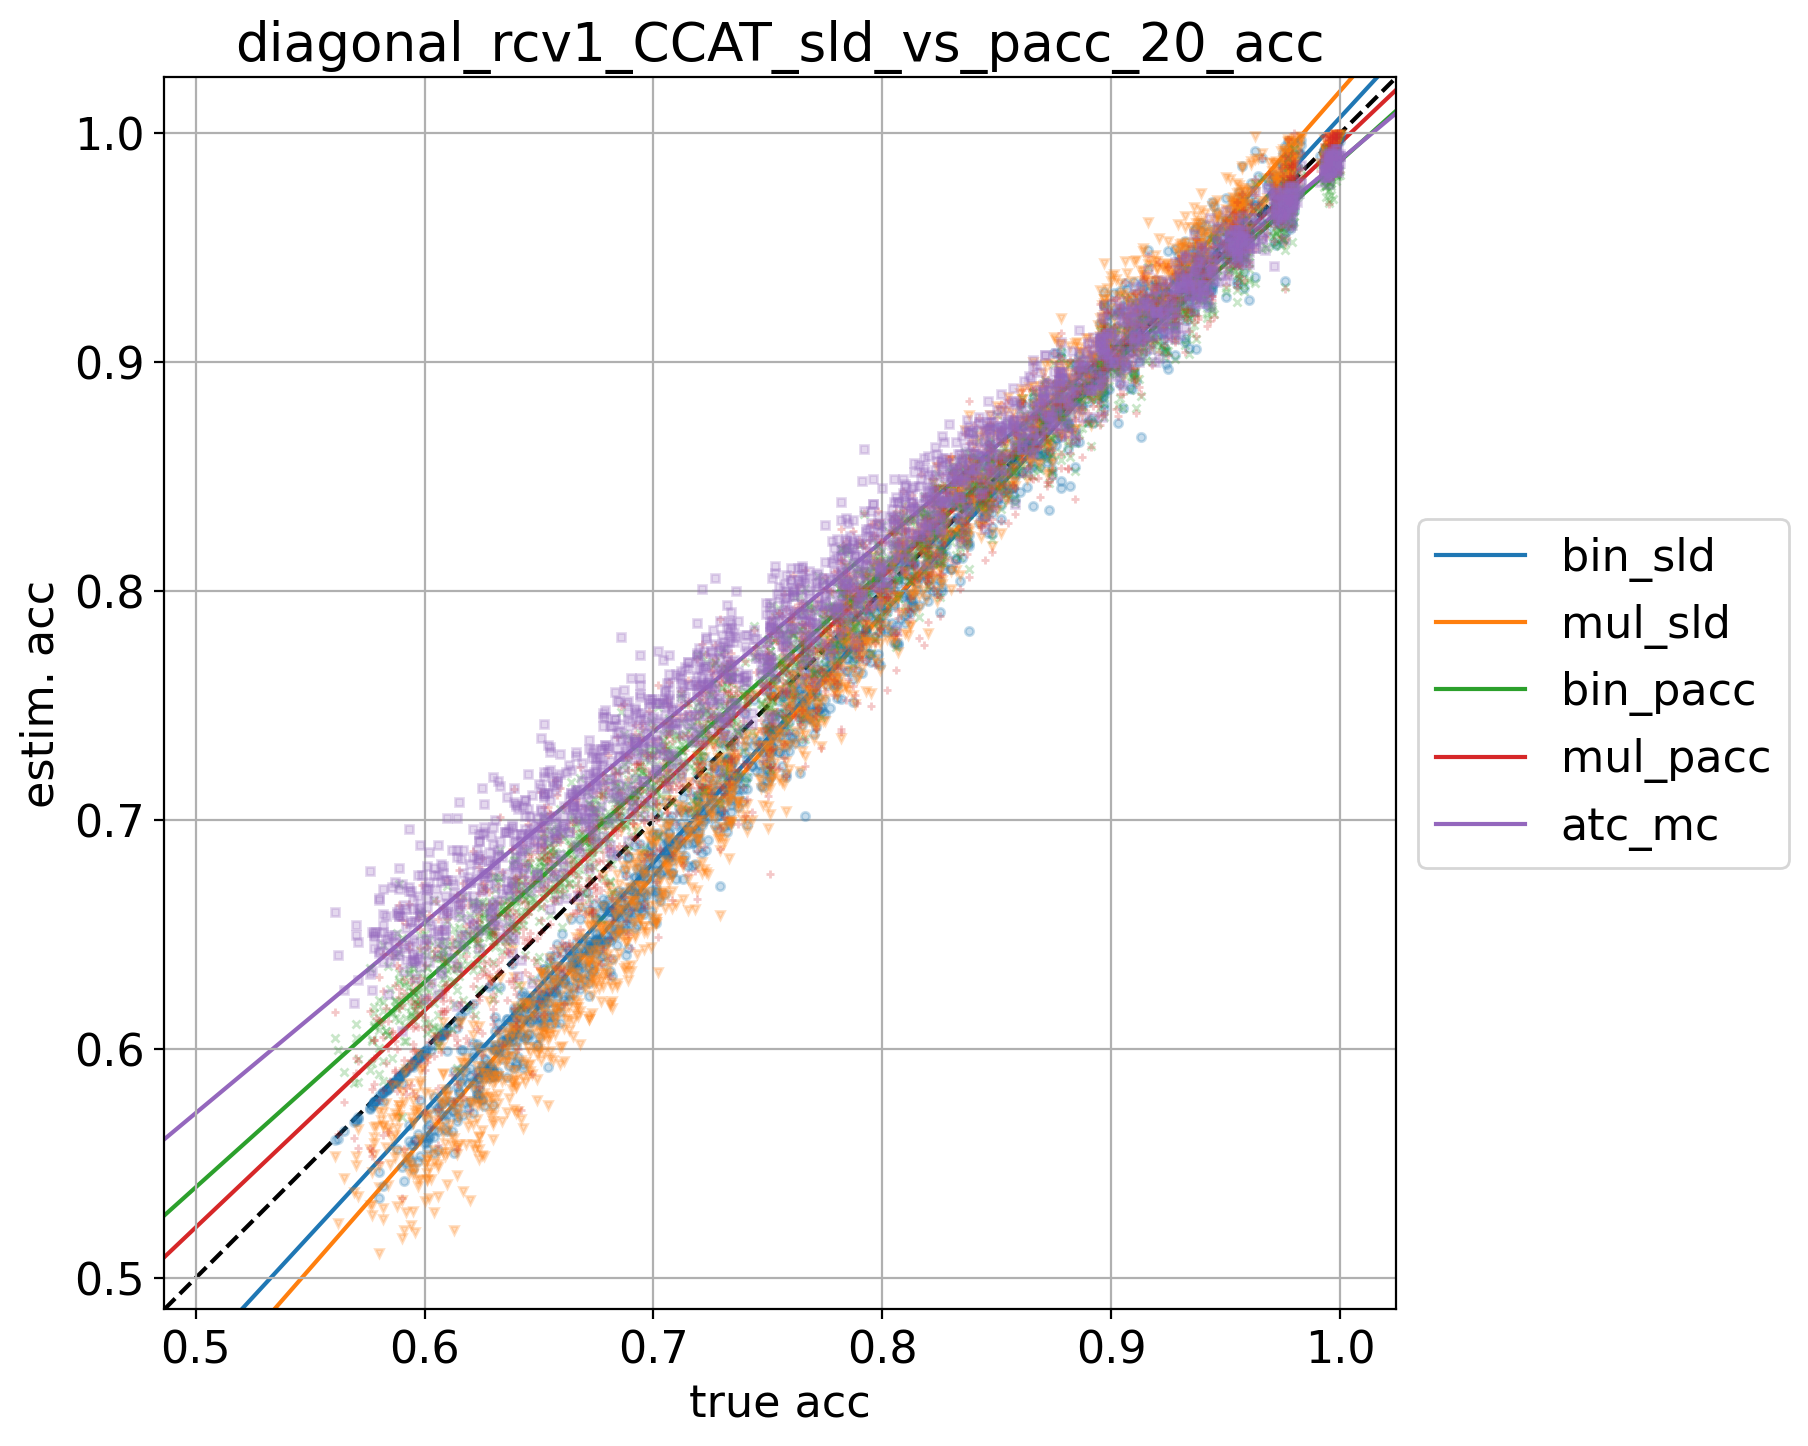 diagonal_rcv1_CCAT_sld_vs_pacc_20_acc
1.0
0.9
0.8
0.7
0.6
0.5
estim. acc
0.5 0.6 0.7 0.8 0.9 1.0
true acc
bin_sld
mul_sld
bin_pacc
mul_pacc
atc_mc